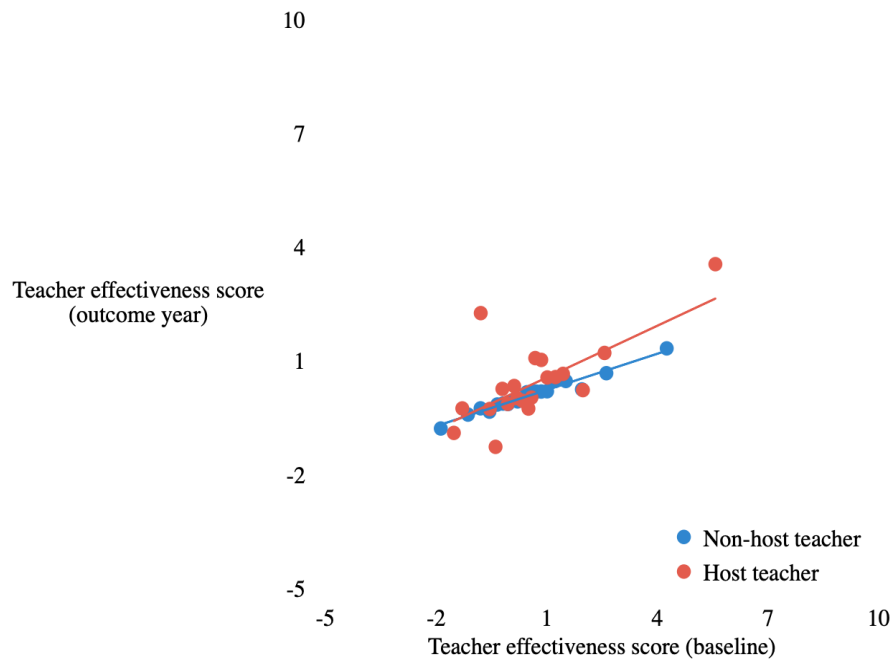 10
7
4
Teacher effectiveness score
(outcome year)
1
-2
Non-host teacher
Host teacher
-5
-5 -2 1 4 7 10
Teacher effectiveness score (baseline)